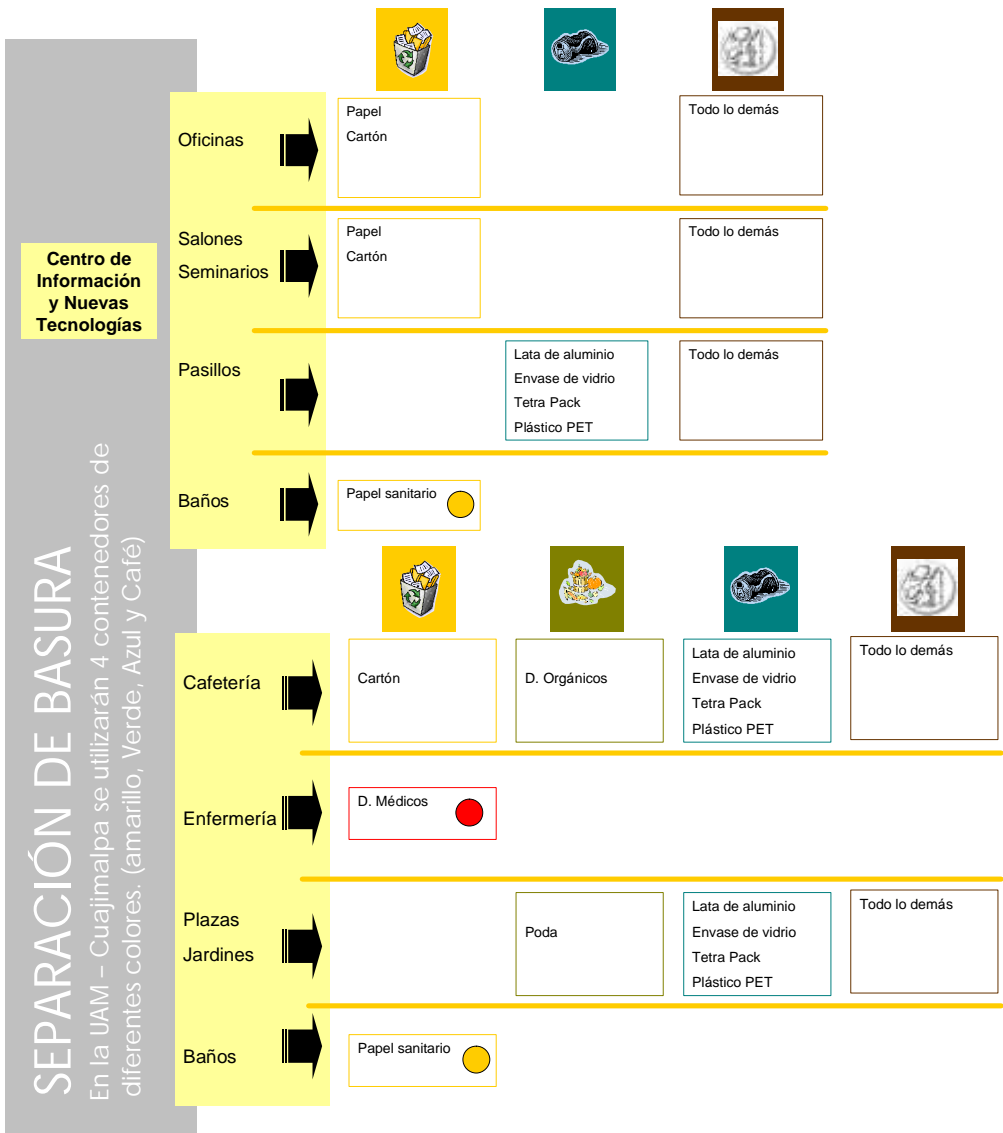 SEPARACIÓN DE BASURA
En la UAM – Cuajimalpa se utilizarán 4 contenedores de
diferentes colores. (amarillo, Verde, Azul y Café)
Centro de
Información
y Nuevas
Tecnologías
Oficinas
Papel
Cartón
Todo lo demás
Salones
Seminarios
Papel
Cartón
Todo lo demás
Pasillos
Lata de aluminio
Envase de vidrio
Tetra Pack
Plástico PET
Todo lo demás
Baños
Papel sanitario
Cafetería
Cartón
D. Orgánicos
Lata de aluminio
Envase de vidrio
Tetra Pack
Plástico PET
Todo lo demás
Enfermería
D. Médicos
Plazas
Jardines
Poda
Lata de aluminio
Envase de vidrio
Tetra Pack
Plástico PET
Todo lo demás
Baños
Papel sanitario